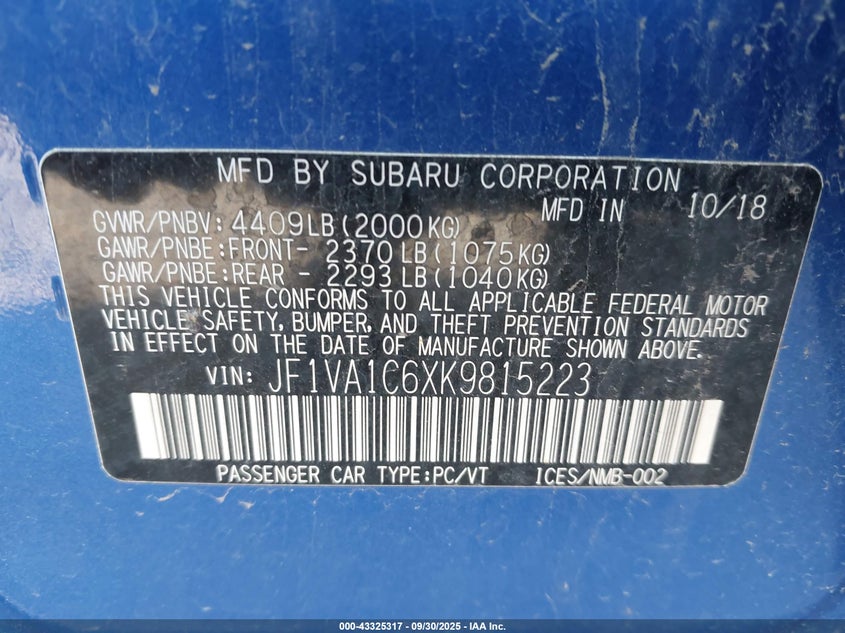 MFD BY SUBARU CORPORATION
MFD IN 10/18
GVWR/PNBV: 4409LB(2000KG)
GAWR/PNBE:FRONT- 2370 LB(1075KG)
GAWR/PNBE:REAR - 2293 LB(1040KG)
THIS VEHICLE CONFORMS TO ALL APPLICABLE FEDERAL MOTOR
VEHICLE SAFETY, BUMPER, AND THEFT PREVENTION STANDARDS
IN EFFECT ON THE DATE OF MANUFACTURE SHOWN ABOVE.
VIN: JF1VA1C6XK9815223
PASSENGER CAR TYPE:PC/VT ICES/NMB-002
000-43325317 - 09/30/2025 - IAA Inc.